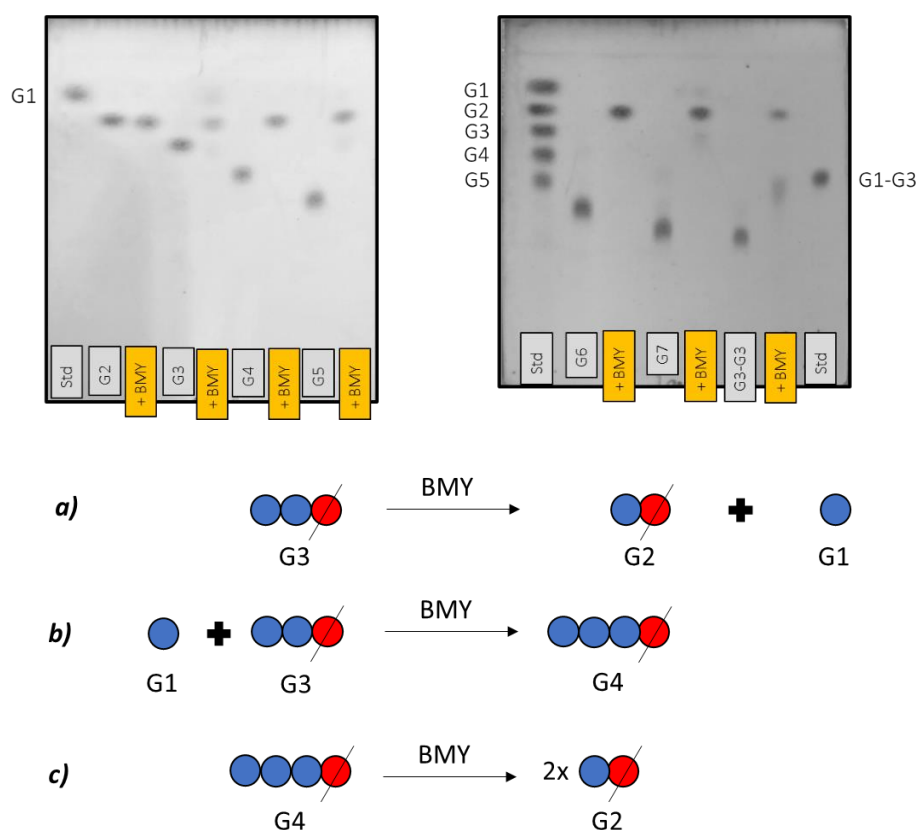 G1
Std
G2
+ BMY
G3
+ BMY
G4
+ BMY
G5
+ BMY
G1
G2
G3
G4
G5
G1-G3
Std
G6
+ BMY
G7
+ BMY
G3-G3
+ BMY
Std
a)
BMY
G3
G2
G1
b)
BMY
G1
G3
G4
c)
BMY
2x
G4
G2